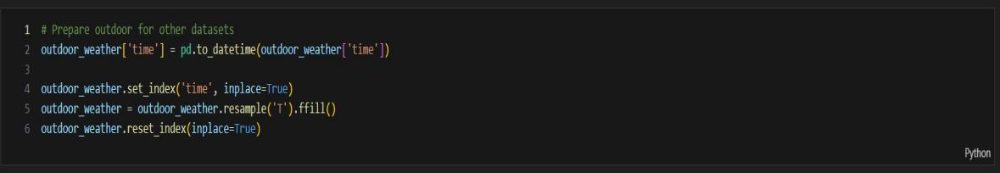 1 # Prepare outdoor for other datasets
2 outdoor_weather['time'] = pd.to_datetime(outdoor_weather['time'])
3
4 outdoor_weather.set_index('time', inplace=True)
5 outdoor_weather = outdoor_weather.resample('T').ffill()
6 outdoor_weather.reset_index(inplace=True)
Python